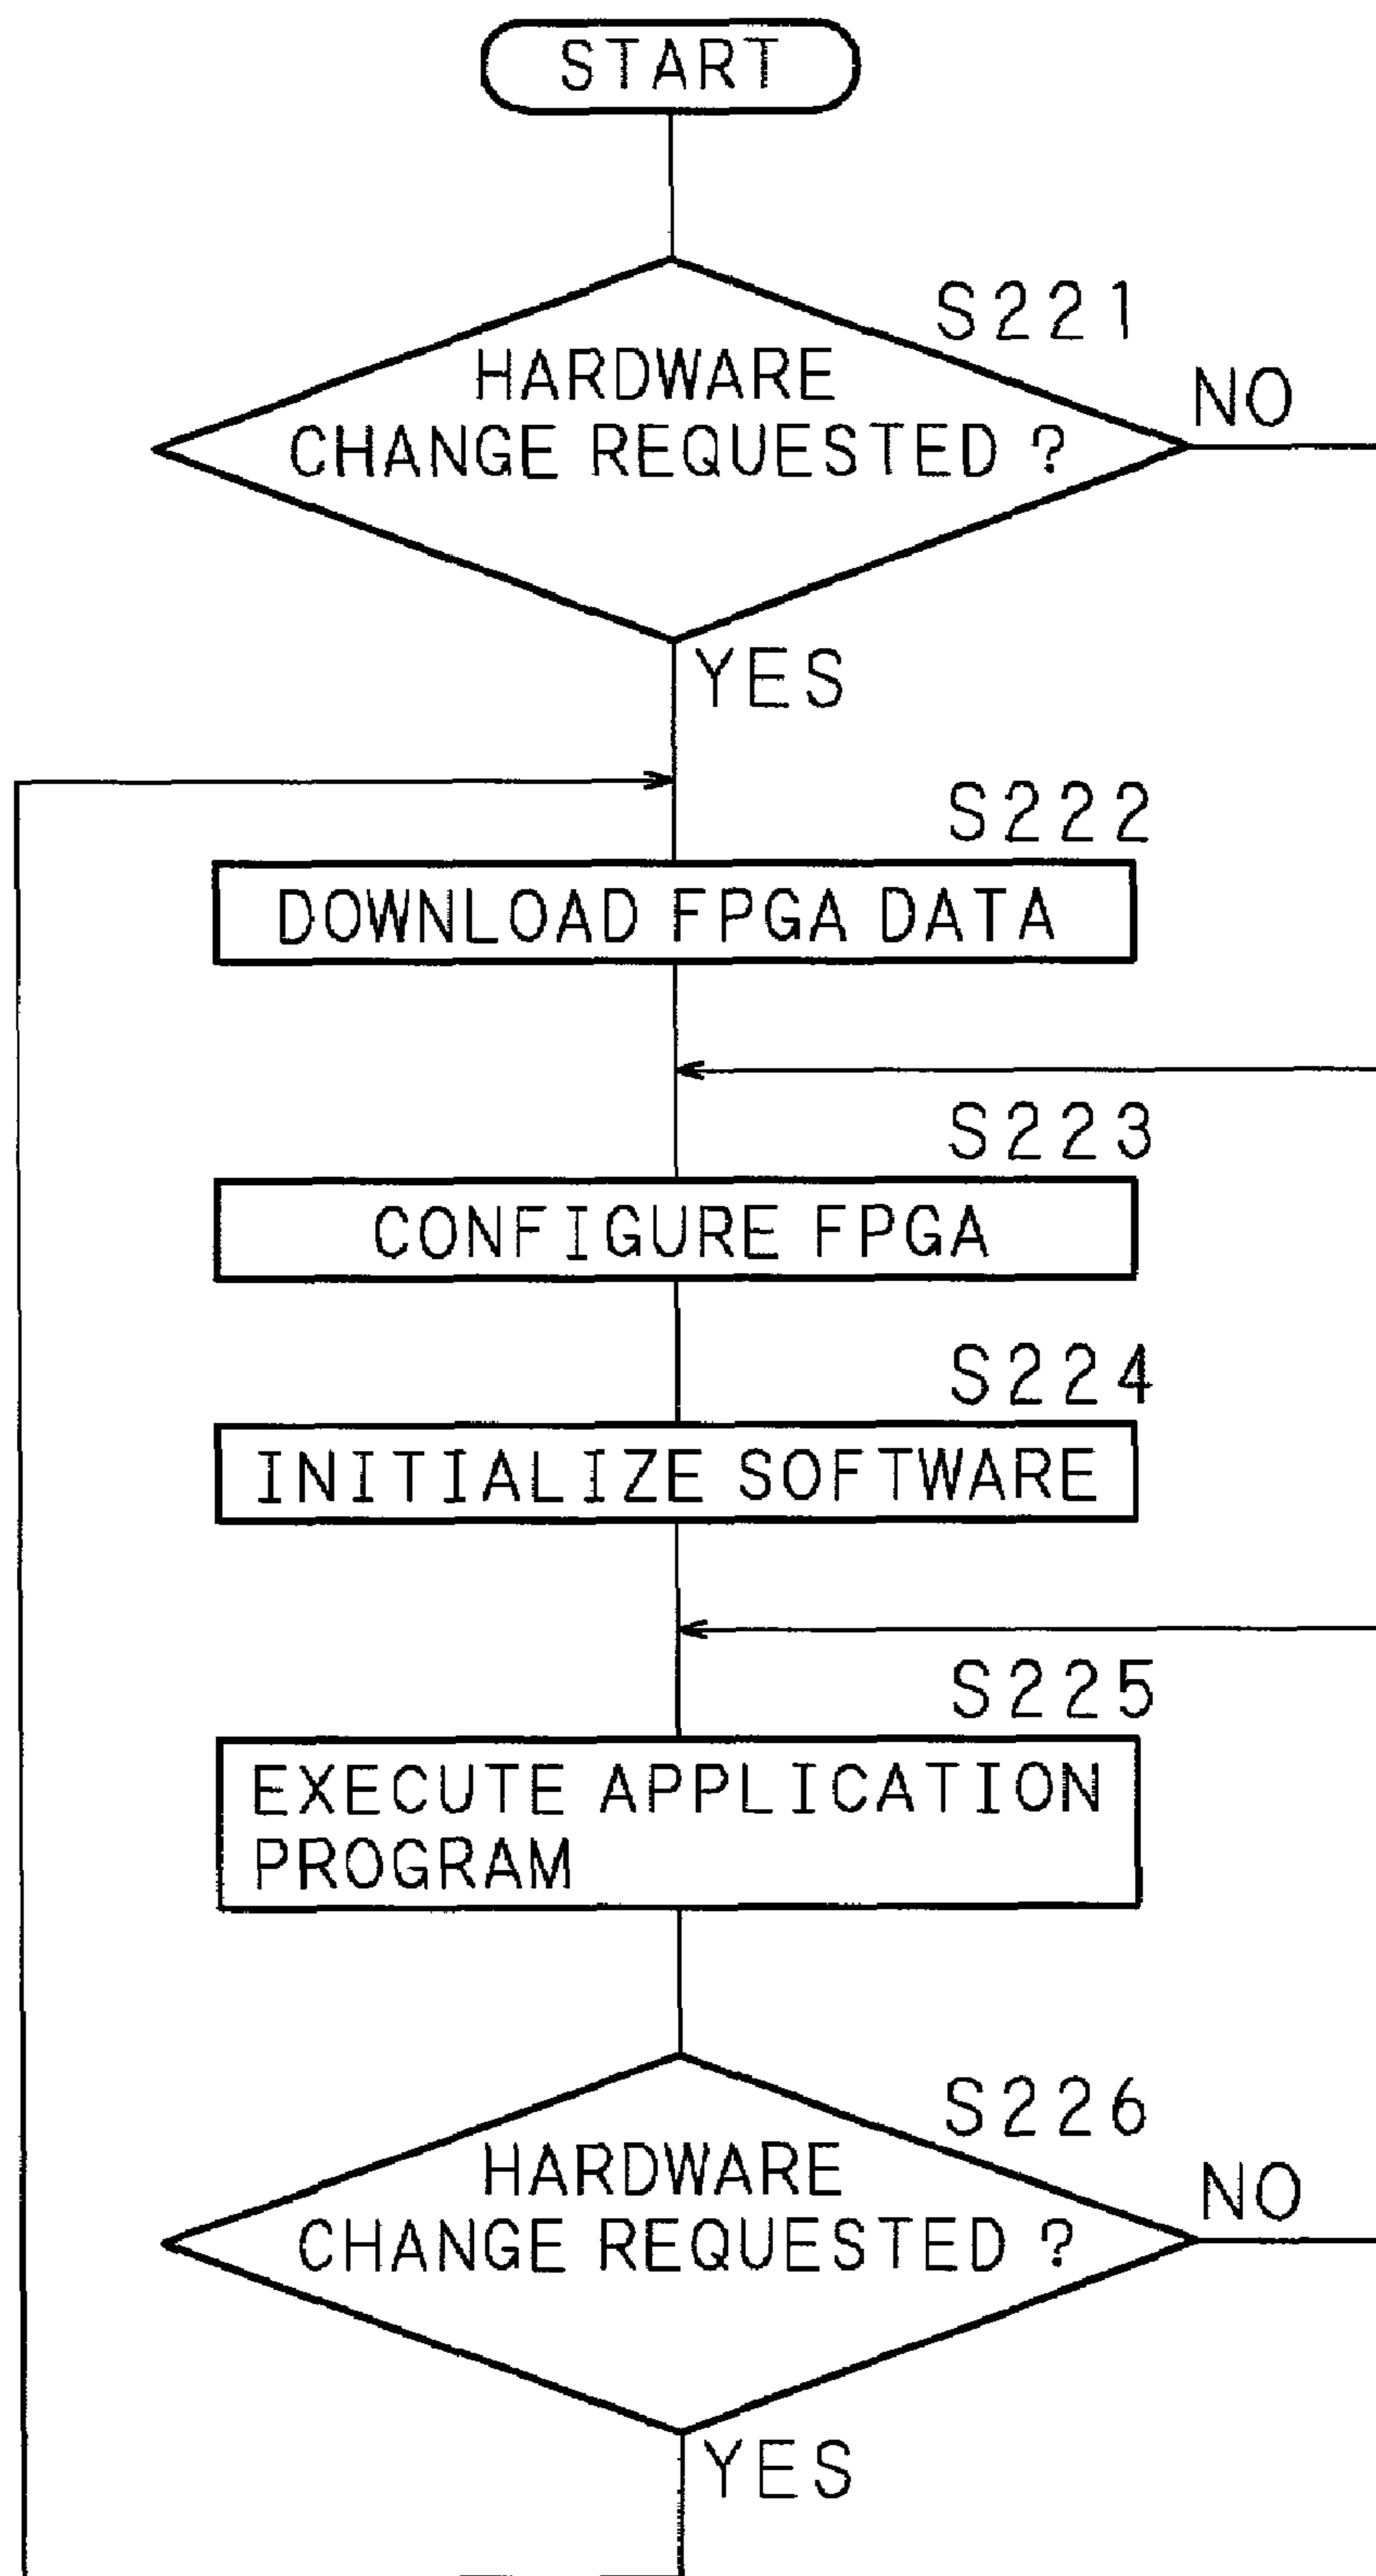 START
S221
HARDWARE
CHANGE REQUESTED ?
NO
YES
S222
DOWNLOAD FPGA DATA
S223
CONFIGURE FPGA
S224
INITIALIZE SOFTWARE
S225
EXECUTE APPLICATION
PROGRAM
S226
HARDWARE
CHANGE REQUESTED ?
NO
YES